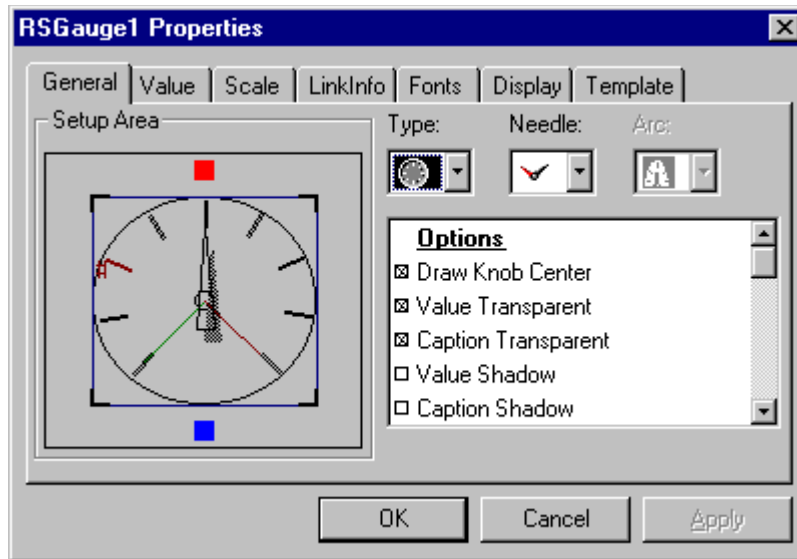 RSGauge1 Properties
General Value Scale LinkInfo Fonts Display Template
Setup Area
Type: Needle: Arc:
Options
Draw Knob Center
Value Transparent
Caption Transparent
Value Shadow
Caption Shadow
OK Cancel Apply